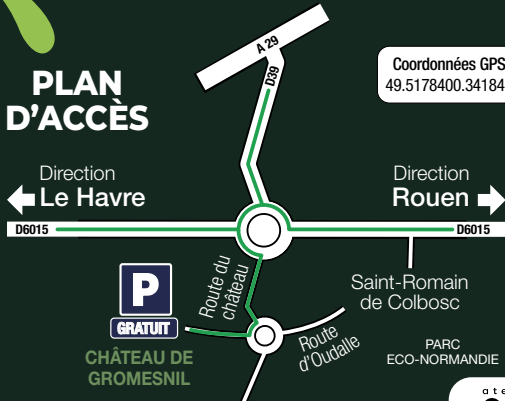 PLAN
D'ACCÈS
A 29
D39
Coordonnées GPS
49.5178400.34184
Direction
Le Havre
Direction
Rouen
D6015
D6015
Route du
château
P
GRATUIT
CHÂTEAU DE
GROMESNIL
Saint-Romain
de Colbosc
Route
d'Oudalle
PARC
ECO-NORMANDIE